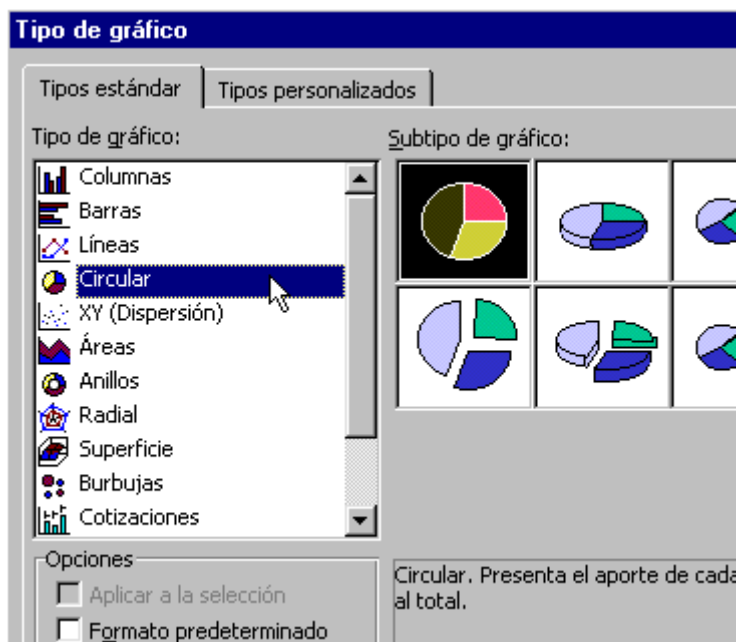 Tipo de gráfico
Tipos estándar
Tipos personalizados
Tipo de gráfico:
Subtipo de gráfico:
Columnas
Barras
Líneas
Circular
XY (Dispersión)
Áreas
Anillos
Radial
Superficie
Burbujas
Cotizaciones
Opciones
Aplicar a la selección
Formato predeterminado
Circular. Presenta el aporte de cada
al total.